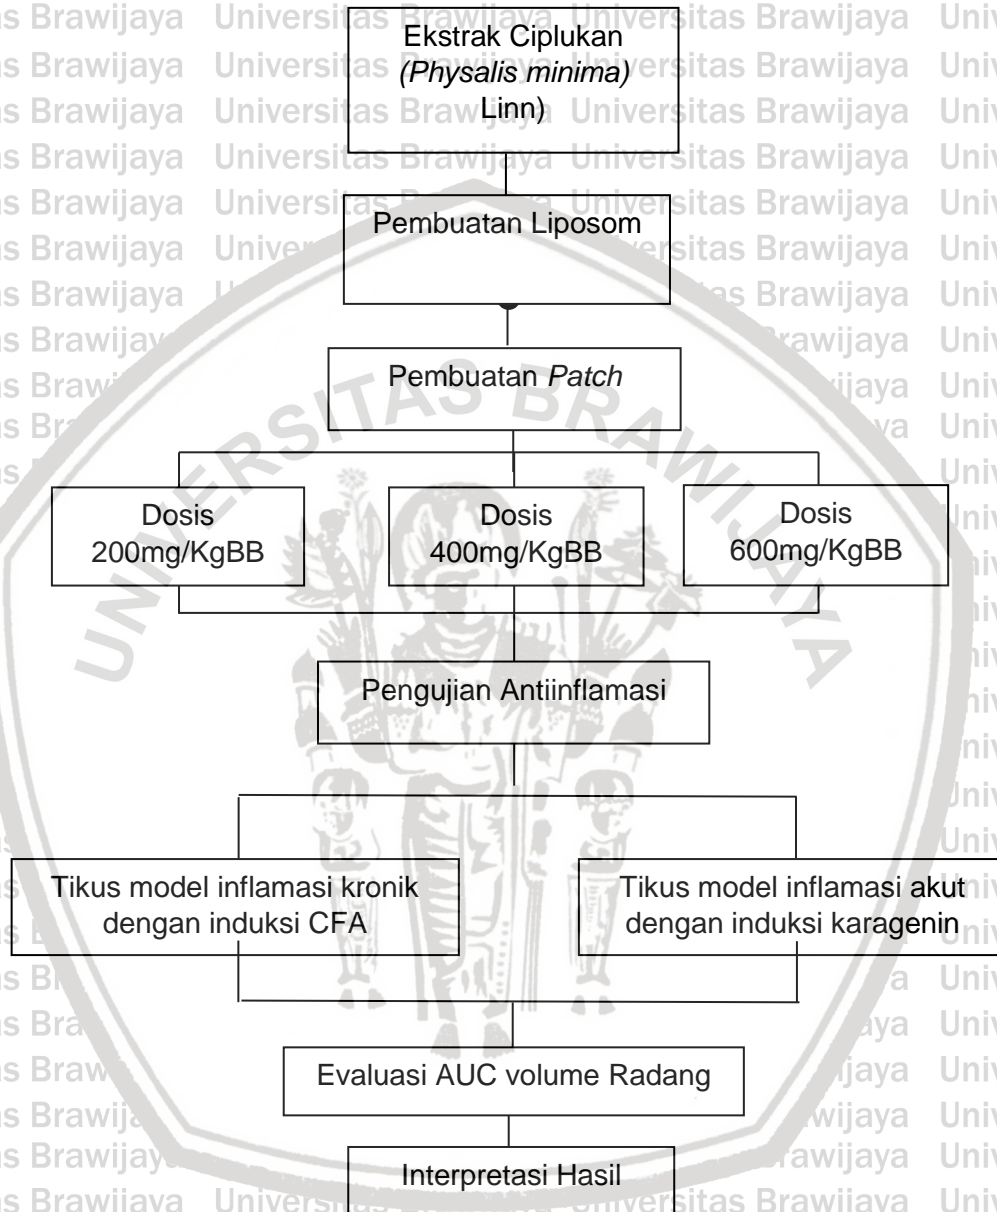 Ekstrak Ciplukan
(Physalis minima)
Linn)
Pembuatan Liposom
Pembuatan Patch
Dosis
200mg/KgBB
Dosis
400mg/KgBB
Dosis
600mg/KgBB
Pengujian Antiinflamasi
Tikus model inflamasi kronik
dengan induksi CFA
Tikus model inflamasi akut
dengan induksi karagenin
Evaluasi AUC volume Radang
Interpretasi Hasil
UNIVERSITAS BRAWIJAYA